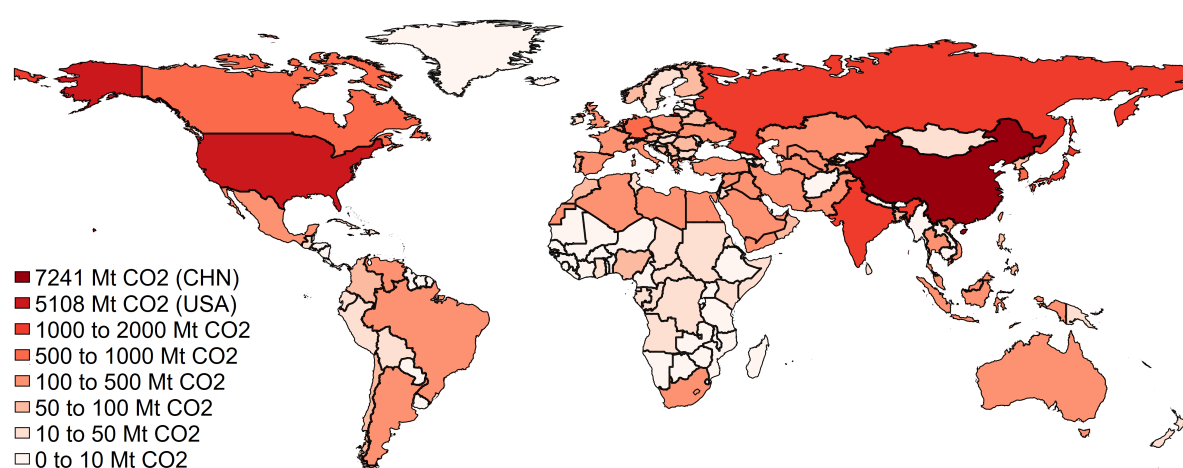 7241 Mt CO2 (CHN)
5108 Mt CO2 (USA)
1000 to 2000 Mt CO2
500 to 1000 Mt CO2
100 to 500 Mt CO2
50 to 100 Mt CO2
10 to 50 Mt CO2
0 to 10 Mt CO2